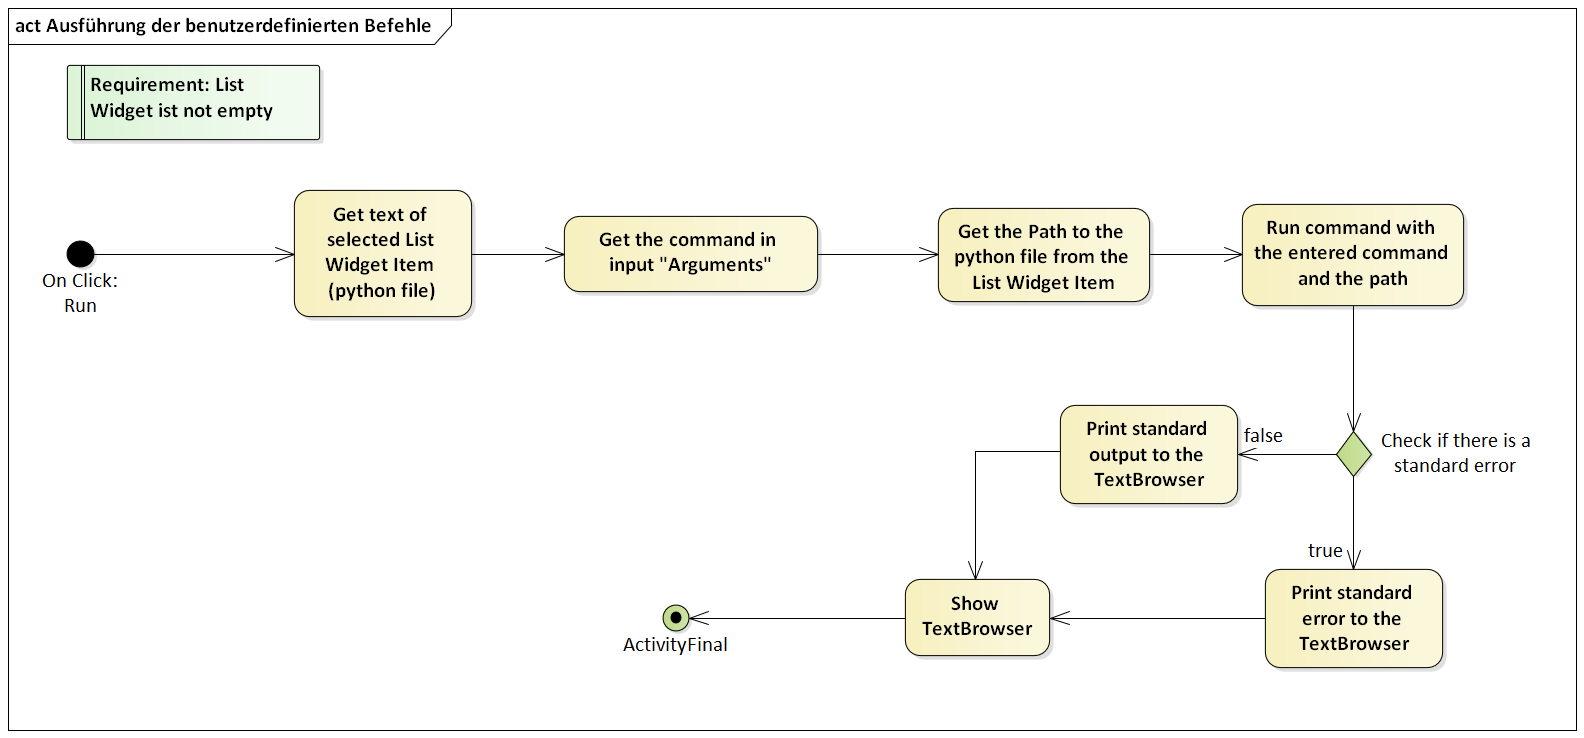 act Ausführung der benutzerdefinierten Befehle
Requirement: List
Widget ist not empty
On Click:
Run
Get text of
selected List
Widget Item
(python file)
Get the command in
input "Arguments"
Get the Path to the
python file from the
List Widget Item
Run command with
the entered command
and the path
Check if there is a
standard error
false
Print standard
output to the
TextBrowser
true
Print standard
error to the
TextBrowser
Show
TextBrowser
ActivityFinal